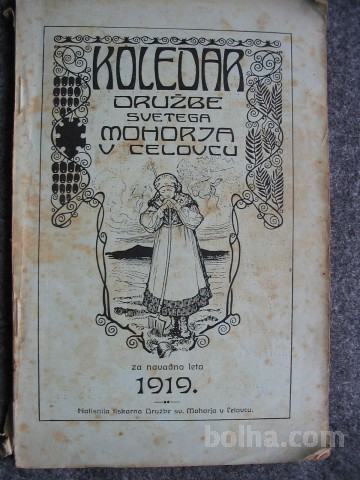 KOLEDAR
DRUŽBE
SVETEGA
MOHORJA
V CELOVCU
za navadno leto
1919.
Natisnila tiskarna Družbe sv. Mohorja v Celovcu.
bolha.com